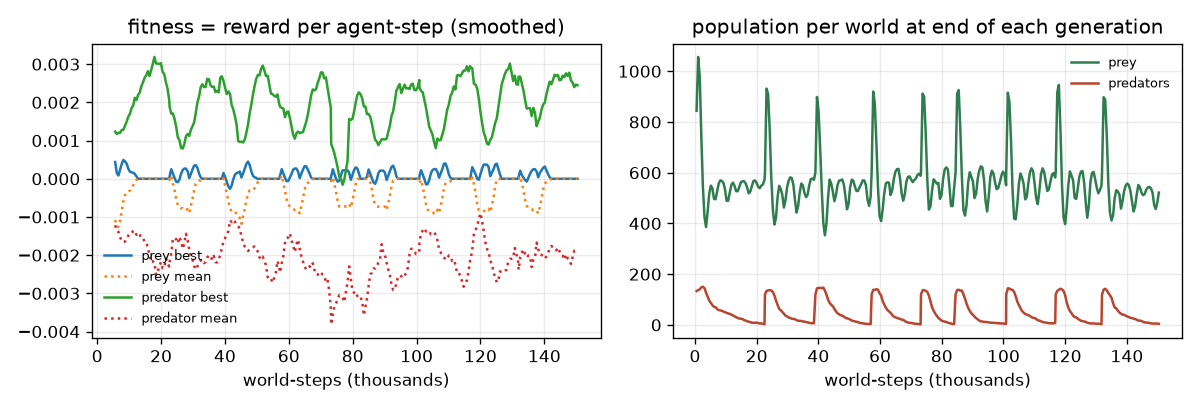 fitness = reward per agent-step (smoothed)
0.003
0.002
0.001
0.000
−0.001
−0.002
−0.003
−0.004
prey best
prey mean
predator best
predator mean
0 20 40 60 80 100 120 140
world-steps (thousands)
population per world at end of each generation
1000
800
600
400
200
0
prey
predators
0 20 40 60 80 100 120 140
world-steps (thousands)